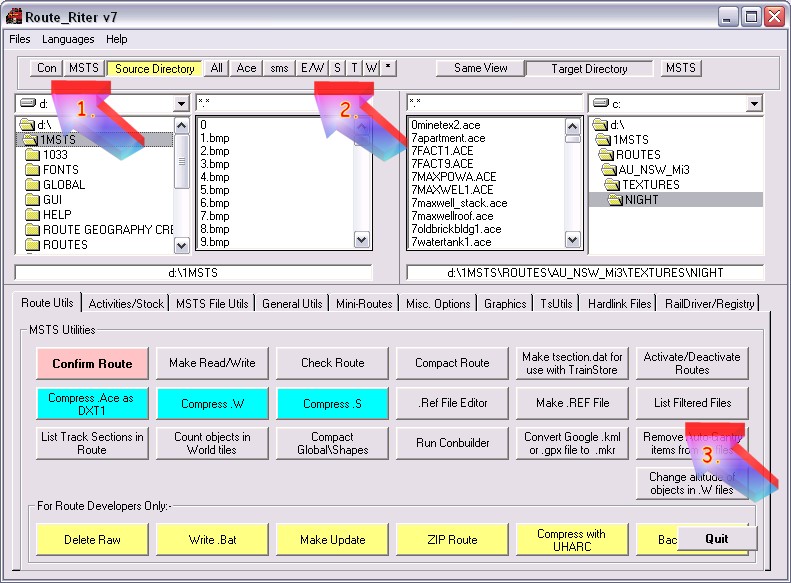 Route_Riter v7
Files Languages Help
Con MSTS Source Directory All Ace sms E/W S T W * Same View Target Directory MSTS
d: *.* *.* c:
1. 2.
d:\
1MSTS
1033
FONTS
GLOBAL
GUI
HELP
ROUTE GEOGRAPHY CRE
ROUTES
0
1.bmp
2.bmp
3.bmp
4.bmp
5.bmp
6.bmp
7.bmp
8.bmp
9.bmp
0minetex2.ace
7apartment.ace
7FACT1.ACE
7FACT9.ACE
7MAXPOWA.ACE
7MAXWEL1.ACE
7maxwell_stack.ace
7maxwellroof.ace
7oldbrickbldg1.ace
7watertank1.ace
d:\
1MSTS
ROUTES
AU_NSW_Mi3
TEXTURES
NIGHT
d:\1MSTS d:\1MSTS\ROUTES\AU_NSW_Mi3\TEXTURES\NIGHT
Route Utils Activities/Stock MSTS File Utils General Utils Mini-Routes Misc. Options Graphics TsUtils Hardlink Files RailDriver/Registry
MSTS Utilities
Confirm Route Make Read/Write Check Route Compact Route
Make tsection.dat for
use with TrainStore
Activate/Deactivate
Routes
Compress .Ace as
DXT1
Compress .W Compress .S .Ref File Editor Make .REF File List Filtered Files
List Track Sections in
Route
Count objects in
World tiles
Compact
Global\Shapes
Run Conbuilder
Convert Google .kml
or .gpx file to .mkr
Remove Auto-Gantry
items from files
3.
Change altitude of
objects in .W files
For Route Developers Only:-
Delete Raw Write .Bat Make Update ZIP Route
Compress with
UHARC
Bac Quit